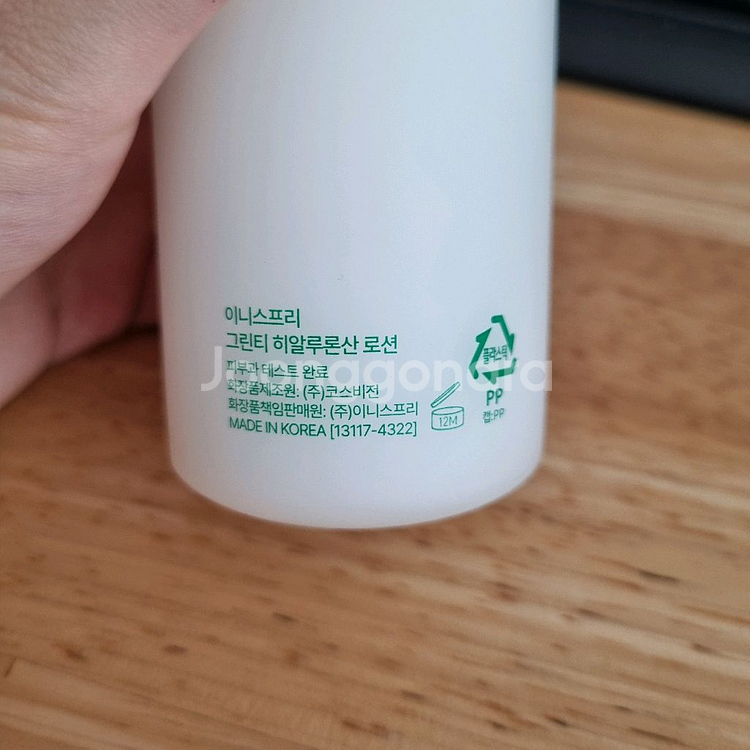 이니스프리
그린티 히알루론산 로션
피부과 테스트 완료
화장품제조원: (주)코스비전
화장품책임판매원: (주)이니스프리
MADE IN KOREA [13117-4322]
12M
플라스틱
PP
캡:PP
Joonggonara